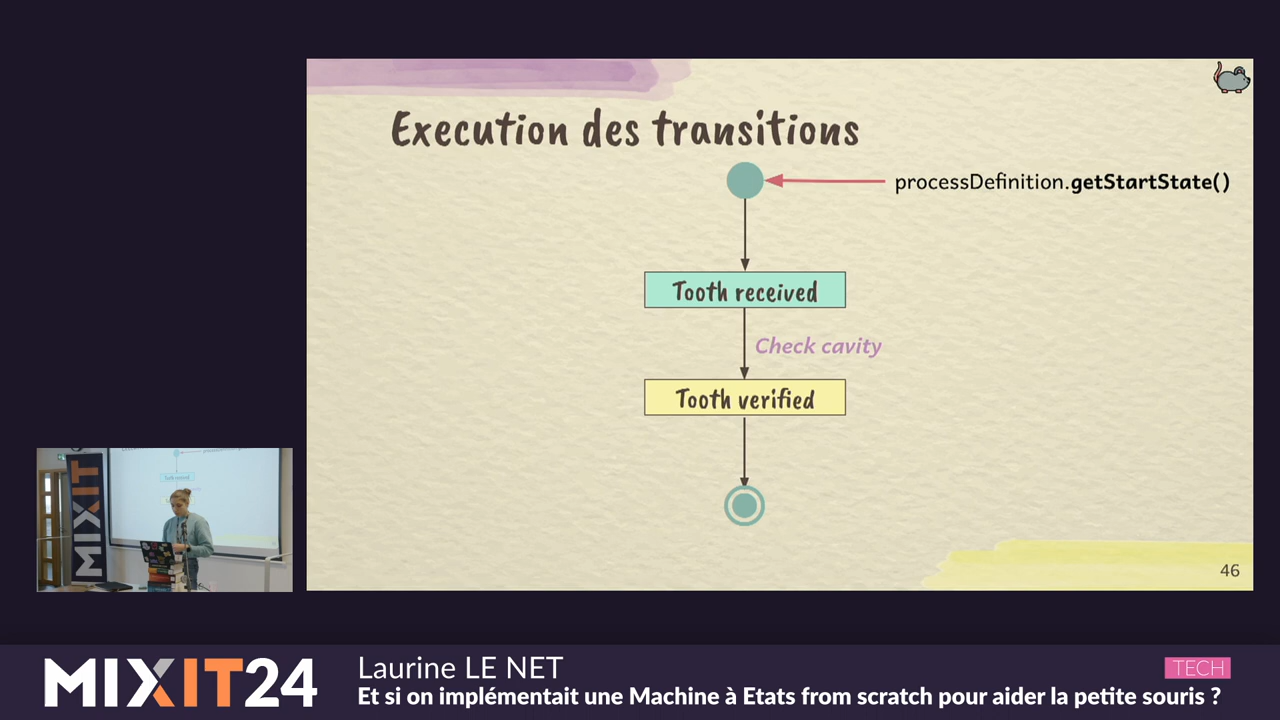 Execution des transitions
processDefinition.getStartState()
Tooth received
Check cavity
Tooth verified
46
MIXIT
MIXIT24
Laurine LE NET
TECH
Et si on implémentait une Machine à Etats from scratch pour aider la petite souris ?